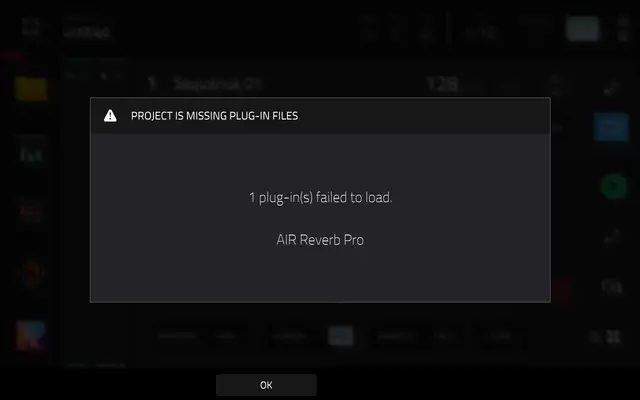 PROJECT IS MISSING PLUG-IN FILES
1 plug-in(s) failed to load.
AIR Reverb Pro
OK